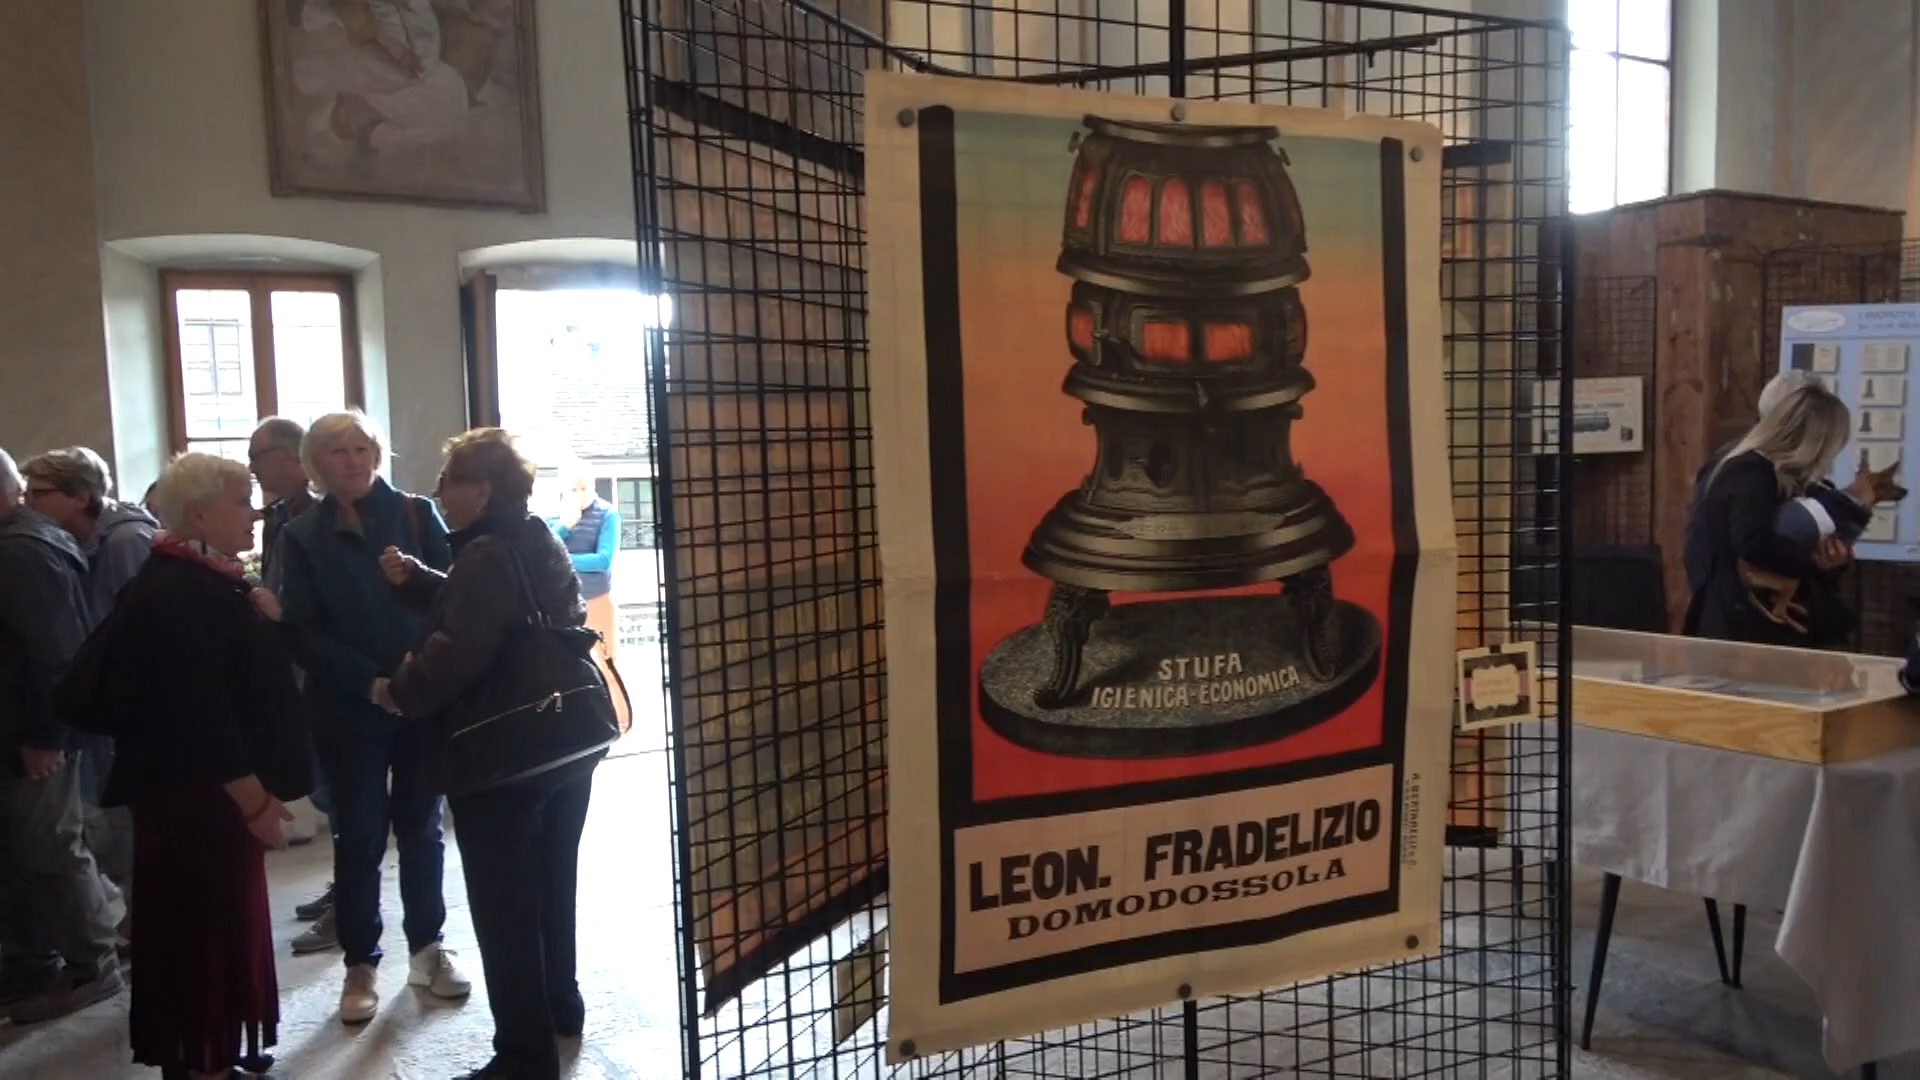 STUFA
IGIENICA-ECONOMICA
LEON. FRADELIZIO
DOMODOSSOLA